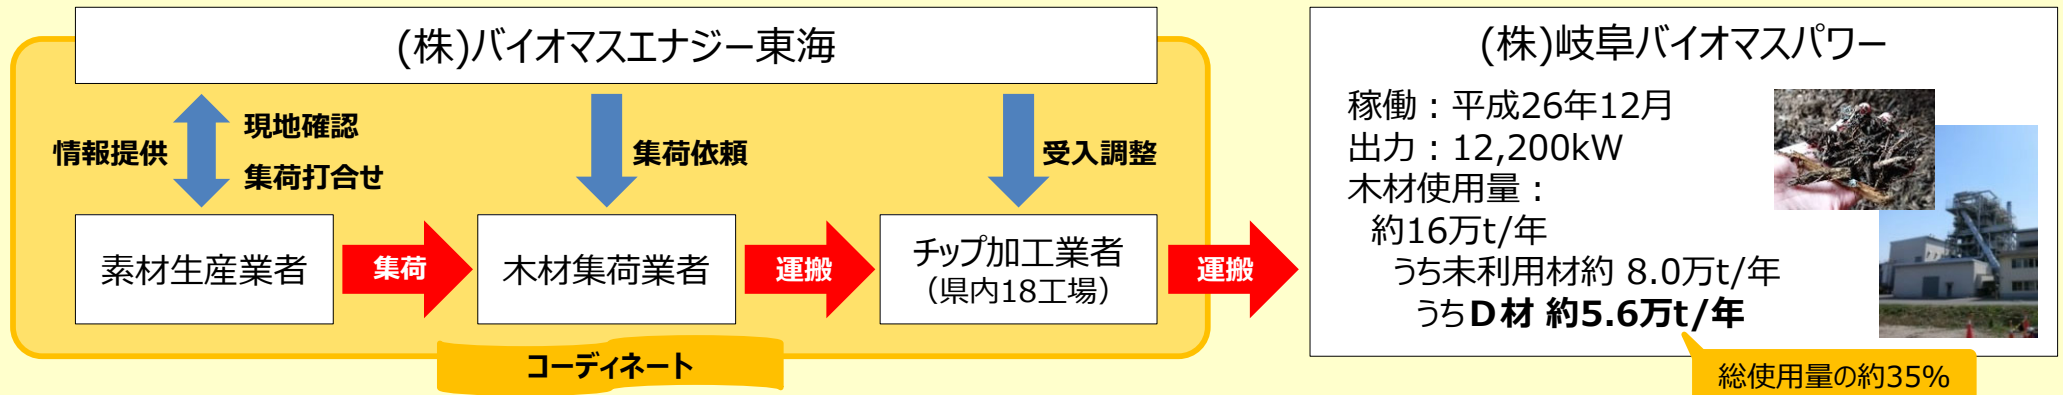 (株)バイオマスエナジー東海
情報提供
現地確認
集荷打合せ
集荷依頼
受入調整
素材生産業者
集荷
木材集荷業者
運搬
チップ加工業者
（県内18工場）
運搬
コーディネート
(株)岐阜バイオマスパワー
稼働：平成26年12月
出力：12,200kW
木材使用量：
約16万t/年
うち未利用材約 8.0万t/年
うちD材 約5.6万t/年
総使用量の約35%